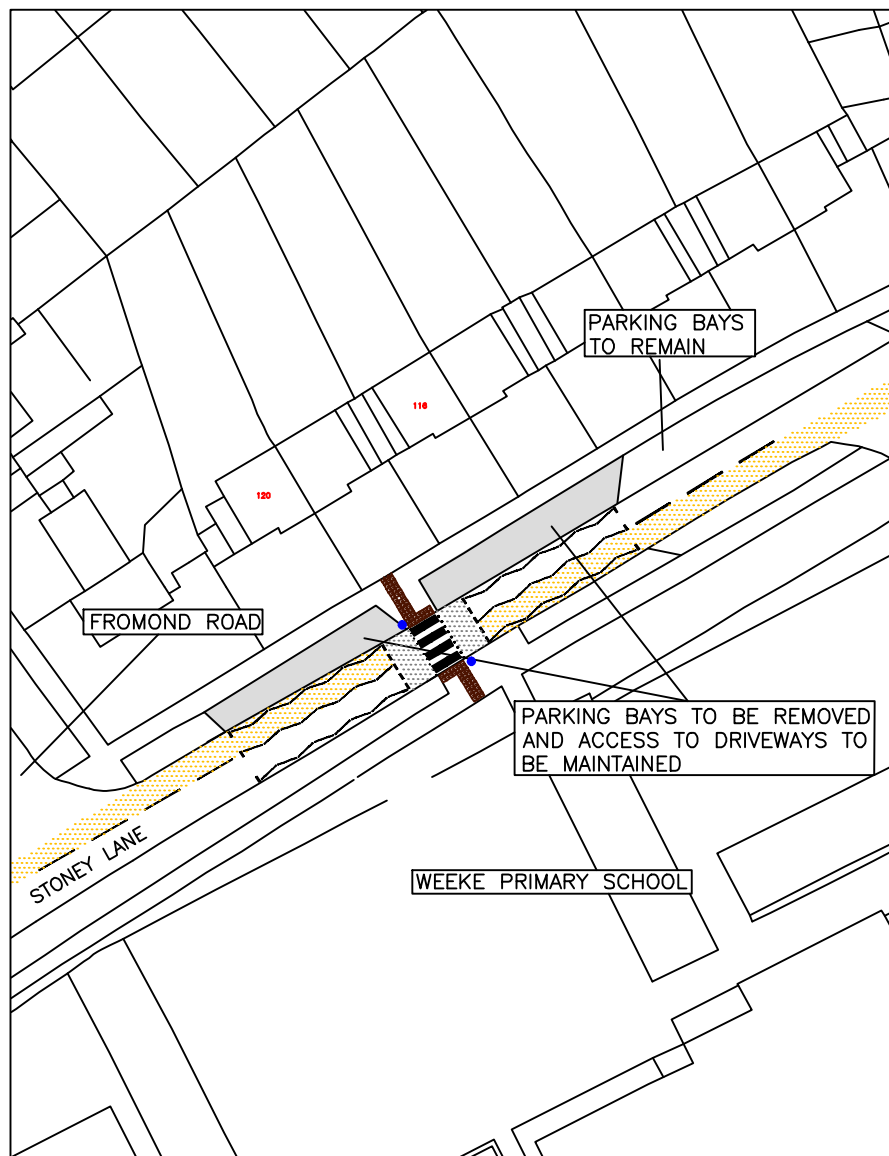 PARKING BAYS
TO REMAIN
116
120
FROMOND ROAD
PARKING BAYS TO BE REMOVED
AND ACCESS TO DRIVEWAYS TO
BE MAINTAINED
STONEY LANE
WEEKE PRIMARY SCHOOL